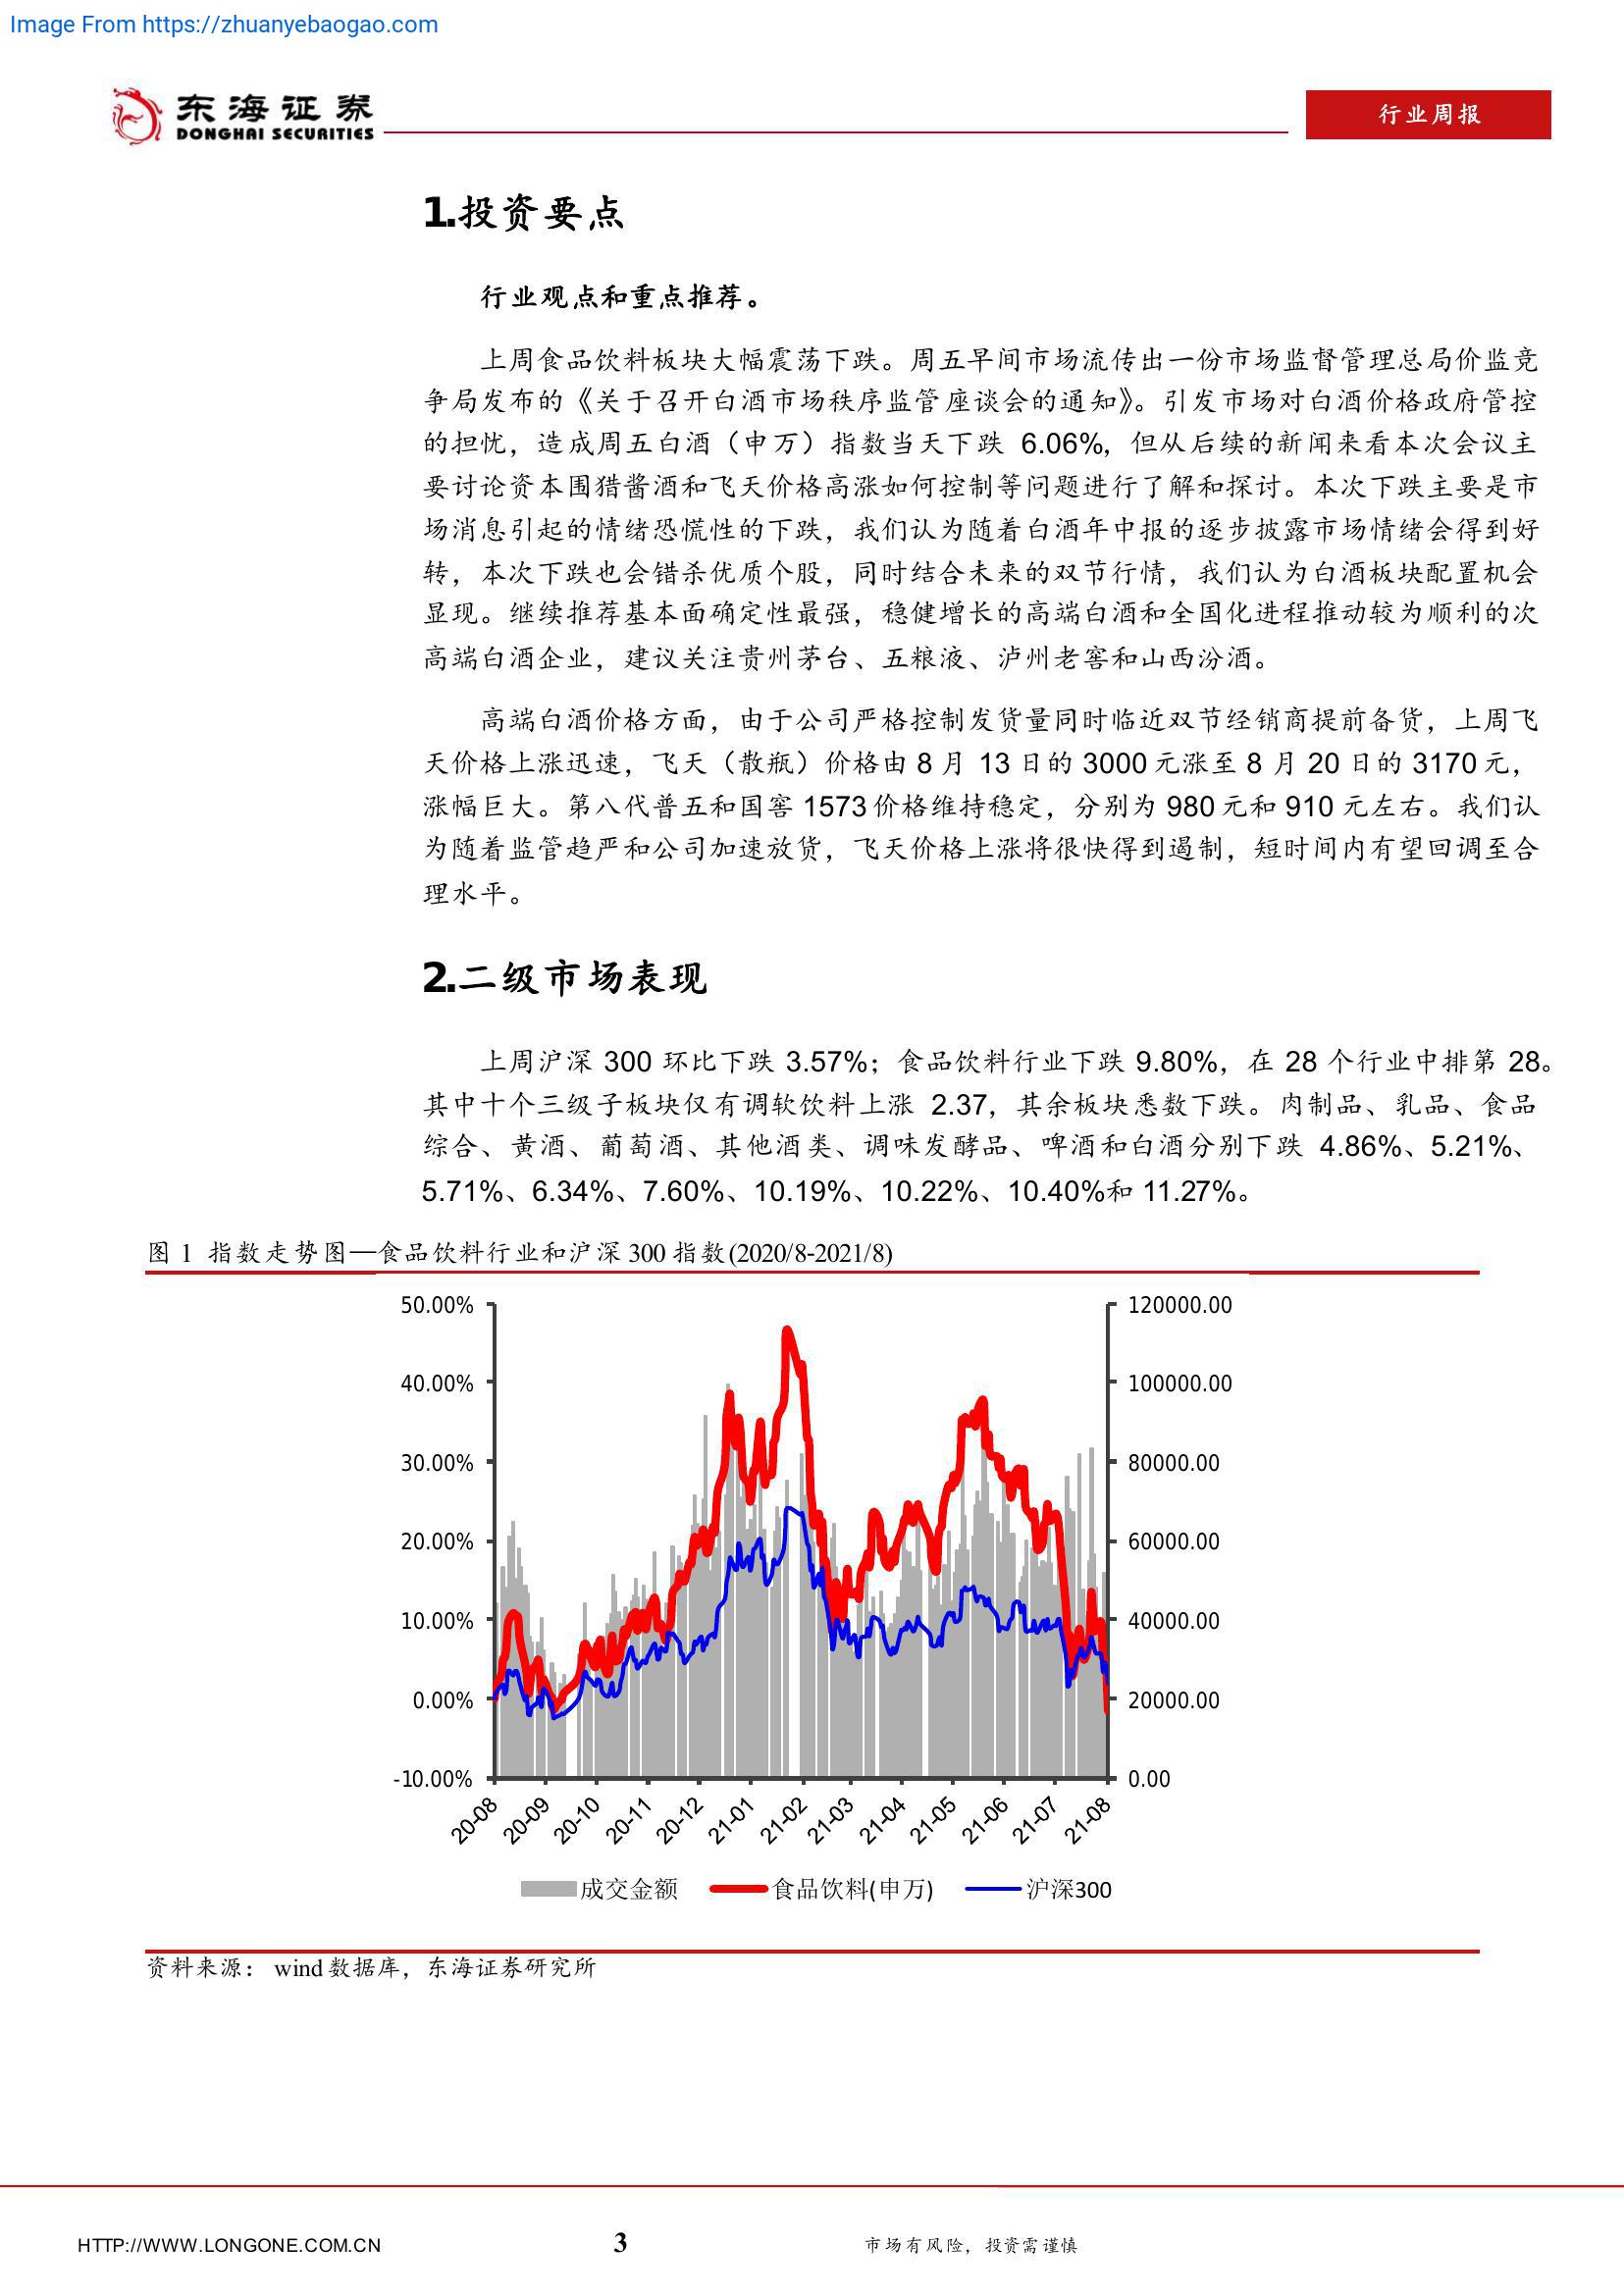 Image From https://zhuanyebaogao.com
东海证券
DONGHAI SECURITIES
行业周报
1.投资要点
行业观点和重点推荐。
上周食品饮料板块大幅震荡下跌。周五早间市场流传出一份市场监督管理总局价监竞
争局发布的《关于召开白酒市场秩序监管座谈会的通知》。引发市场对白酒价格政府管控
的担忧，造成周五白酒（申万）指数当天下跌 6.06%，但从后续的新闻来看本次会议主
要讨论资本围猎酱酒和飞天价格高涨如何控制等问题进行了解和探讨。本次下跌主要是市
场消息引起的情绪恐慌性的下跌，我们认为随着白酒年中报的逐步披露市场情绪会得到好
转，本次下跌也会错杀优质个股，同时结合未来的双节行情，我们认为白酒板块配置机会
显现。继续推荐基本面确定性最强，稳健增长的高端白酒和全国化进程推动较为顺利的次
高端白酒企业，建议关注贵州茅台、五粮液、泸州老窖和山西汾酒。
高端白酒价格方面，由于公司严格控制发货量同时临近双节经销商提前备货，上周飞
天价格上涨迅速，飞天（散瓶）价格由 8 月 13 日的 3000 元涨至 8 月 20 日的 3170 元，
涨幅巨大。第八代普五和国窖 1573 价格维持稳定，分别为 980 元和 910 元左右。我们认
为随着监管趋严和公司加速放货，飞天价格上涨将很快得到遏制，短时间内有望回调至合
理水平。
2.二级市场表现
上周沪深 300 环比下跌 3.57%；食品饮料行业下跌 9.80%，在 28 个行业中排第 28。
其中十个三级子板块仅有调软饮料上涨 2.37，其余板块悉数下跌。肉制品、乳品、食品
综合、黄酒、葡萄酒、其他酒类、调味发酵品、啤酒和白酒分别下跌 4.86%、5.21%、
5.71%、6.34%、7.60%、10.19%、10.22%、10.40%和 11.27%。
图 1 指数走势图—食品饮料行业和沪深 300 指数(2020/8-2021/8)
50.00% 120000.00
40.00% 100000.00
30.00% 80000.00
20.00% 60000.00
10.00% 40000.00
0.00% 20000.00
-10.00% 0.00
20-08 20-09 20-10 20-11 20-12 21-01 21-02 21-03 21-04 21-05 21-06 21-07 21-08
成交金额 食品饮料(申万) 沪深300
资料来源： wind 数据库，东海证券研究所
HTTP://WWW.LONGONE.COM.CN 3 市场有风险，投资需谨慎